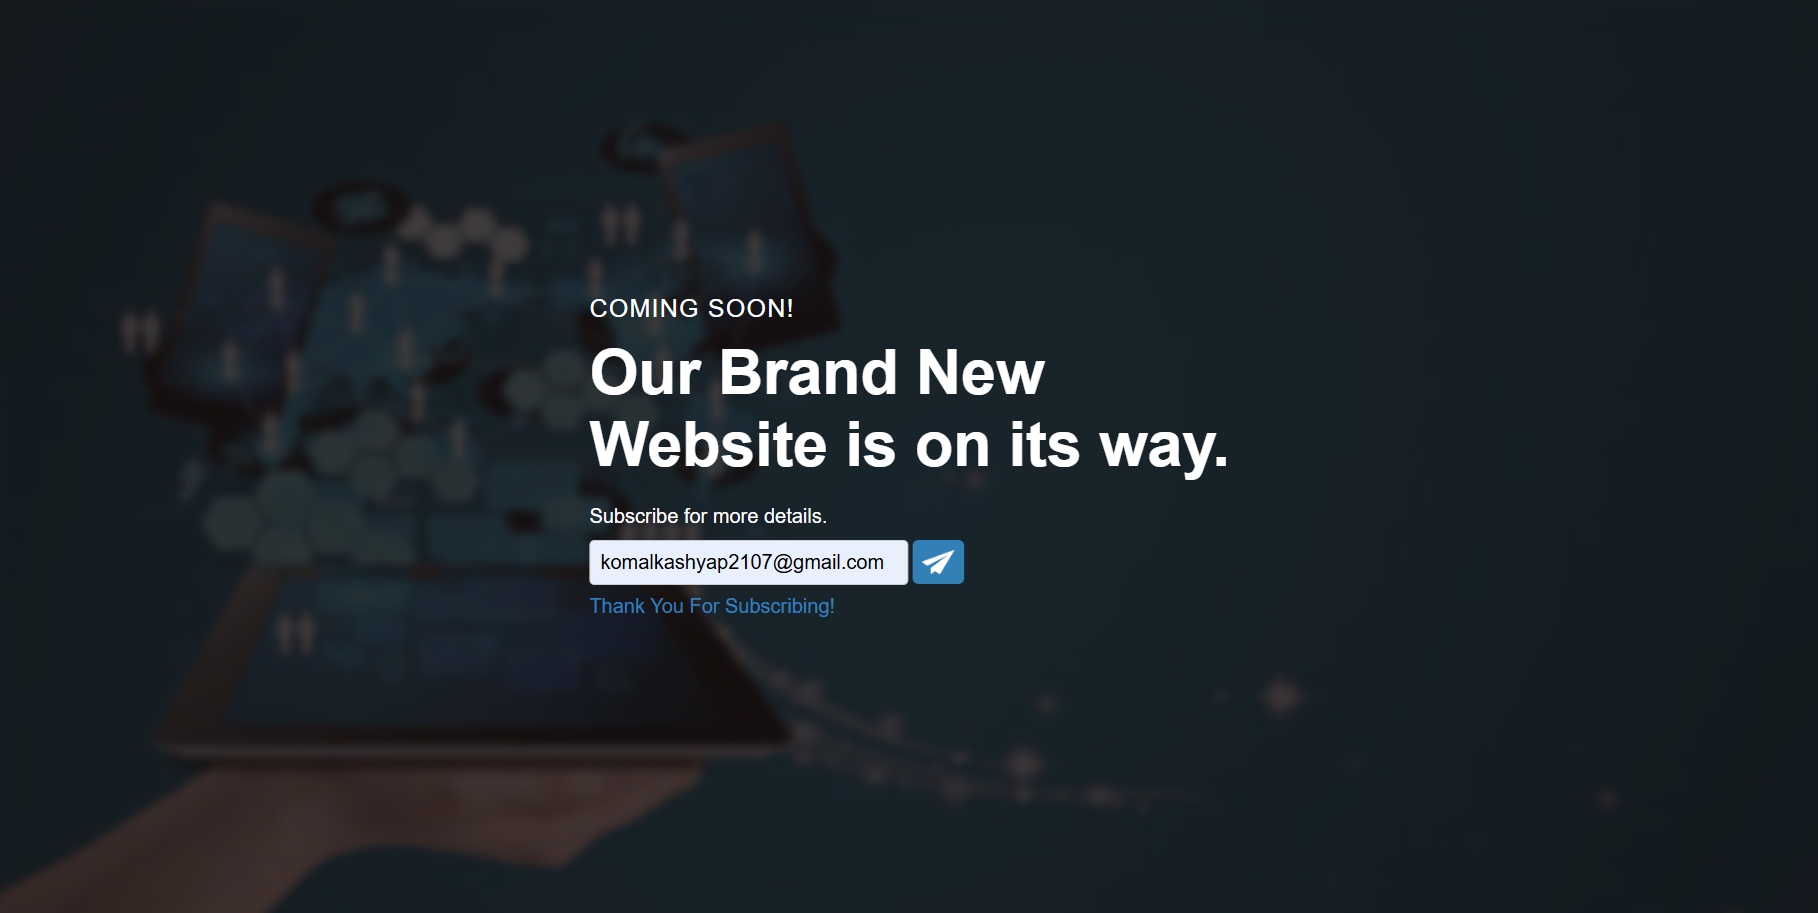 COMING SOON!
Our Brand New
Website is on its way.
Subscribe for more details.
komalkashyap2107@gmail.com
Thank You For Subscribing!